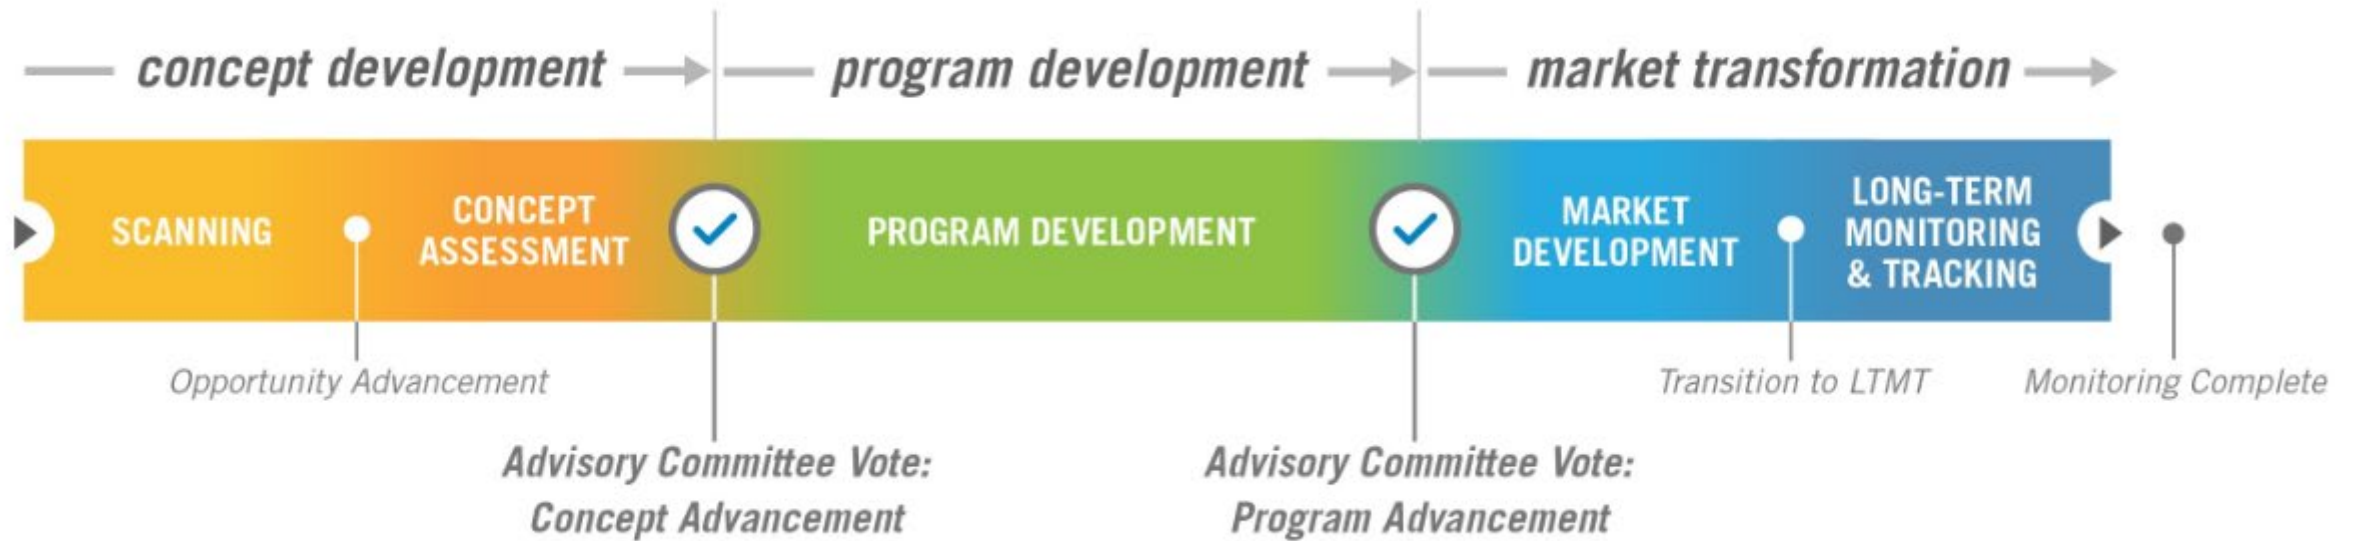 concept development
program development
market transformation
SCANNING
CONCEPT
ASSESSMENT
PROGRAM DEVELOPMENT
MARKET
DEVELOPMENT
LONG-TERM
MONITORING
& TRACKING
Opportunity Advancement
Transition to LTMT
Monitoring Complete
Advisory Committee Vote:
Concept Advancement
Advisory Committee Vote:
Program Advancement